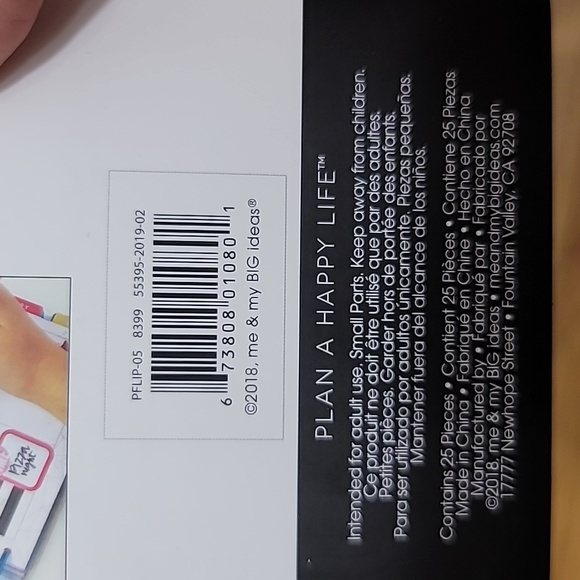 Pizza
night
PFLIP-05 8399 55395-2019-02
6 73808 01080 1
©2018, me & my BIG ideas®
PLAN A HAPPY LIFE™
Intended for adult use. Small Parts. Keep away from children.
Ce produit ne doit être utilisé que par des adultes.
Petites pièces. Garder hors de portée des enfants.
Para ser utilizado por adultos unicamente. Piezas pequeñas.
Mantener fuera del alcance de los niños.
Contains 25 Pieces • Contient 25 Pièces • Contiene 25 Piezas
Made in China • Fabriqué en Chine • Hecho en China
Manufactured by • Fabriqué par • Fabricado por
©2018, me & my BIG ideas • meandmybigideas.com
17777 Newhope Street • Fountain Valley, CA 92708